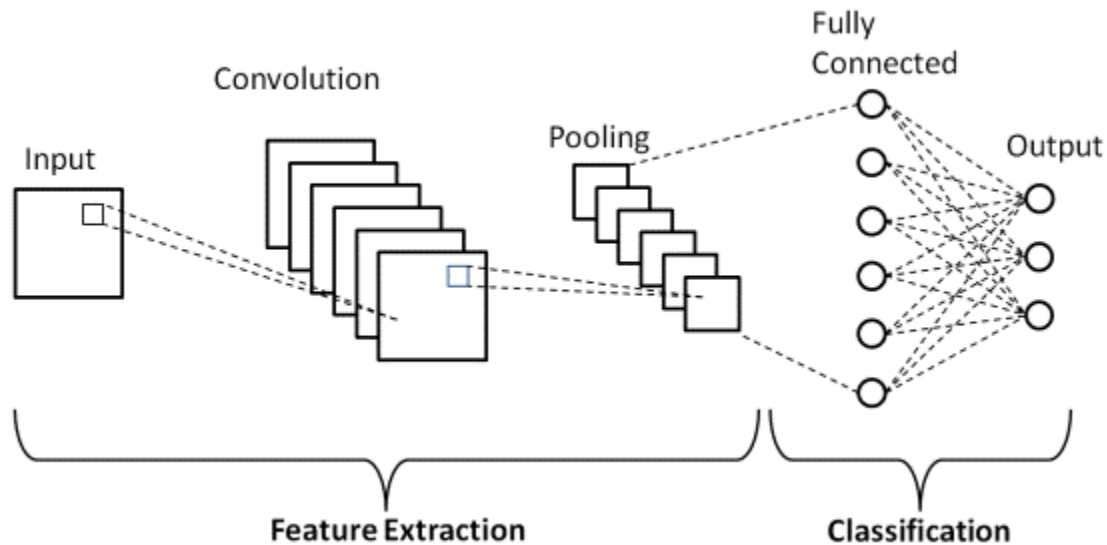 Fully
Connected
Convolution
Pooling
Output
Input
Feature Extraction
Classification